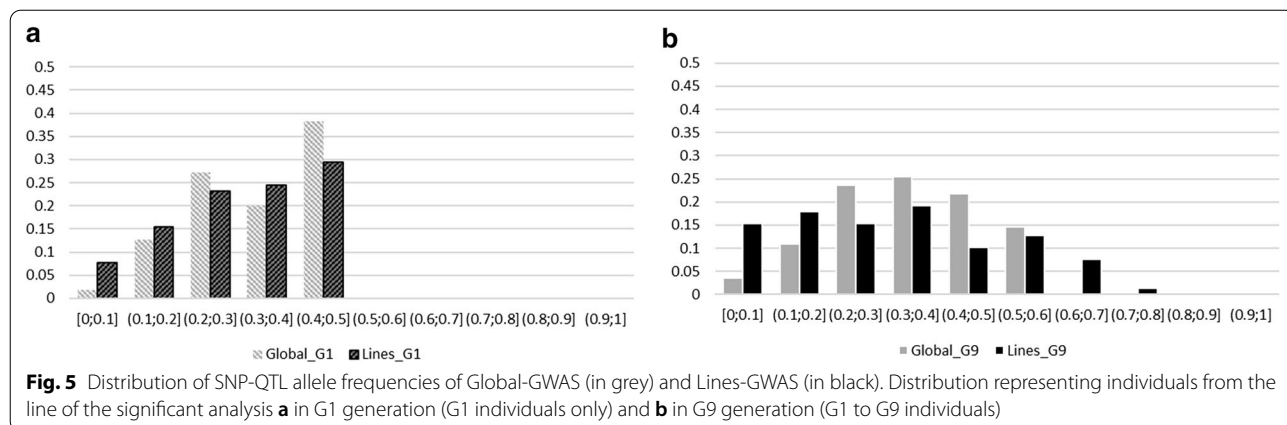 a
0.5
0.45
0.4
0.35
0.3
0.25
0.2
0.15
0.1
0.05
0
[0;0.1] (0.1;0.2] (0.2;0.3] (0.3;0.4] (0.4;0.5] (0.5;0.6] (0.6;0.7] (0.7;0.8] (0.8;0.9] (0.9;1]
Global_G1 Lines_G1
b
0.5
0.45
0.4
0.35
0.3
0.25
0.2
0.15
0.1
0.05
0
[0;0.1] (0.1;0.2] (0.2;0.3] (0.3;0.4] (0.4;0.5] (0.5;0.6] (0.6;0.7] (0.7;0.8] (0.8;0.9] (0.9;1]
Global_G9 Lines_G9
Fig. 5 Distribution of SNP-QTL allele frequencies of Global-GWAS (in grey) and Lines-GWAS (in black). Distribution representing individuals from the
line of the significant analysis a in G1 generation (G1 individuals only) and b in G9 generation (G1 to G9 individuals)